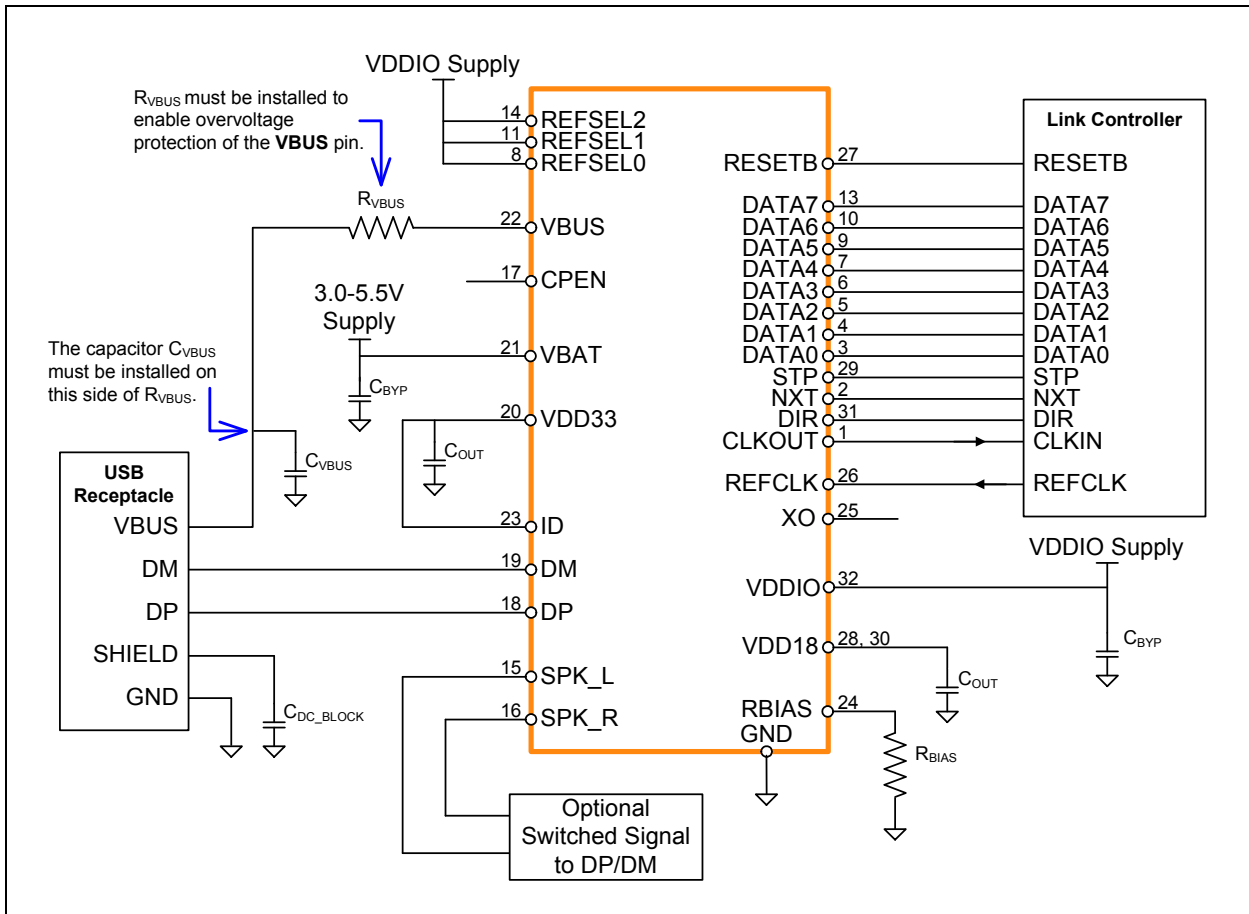 VDDIO Supply
RVBUS must be installed to
enable overvoltage
protection of the VBUS pin.
RVBUS
3.0-5.5V
Supply
CBYP
The capacitor CVBUS
must be installed on
this side of RVBUS.
CVBUS
COUT
USB
Receptacle
VBUS
DM
DP
SHIELD
GND
CDC_BLOCK
14 REFSEL2
11 REFSEL1
8 REFSEL0
22 VBUS
17 CPEN
21 VBAT
20 VDD33
23 ID
19 DM
18 DP
15 SPK_L
16 SPK_R
Optional
Switched Signal
to DP/DM
RESETB 27
DATA7 13
DATA6 10
DATA5 9
DATA4 7
DATA3 6
DATA2 5
DATA1 4
DATA0 3
STP 29
NXT 2
DIR 31
CLKOUT 1
REFCLK 26
XO 25
VDDIO 32
VDD18 28, 30
RBIAS 24
GND
Link Controller
RESETB
DATA7
DATA6
DATA5
DATA4
DATA3
DATA2
DATA1
DATA0
STP
NXT
DIR
CLKIN
REFCLK
VDDIO Supply
CBYP
COUT
RBIAS